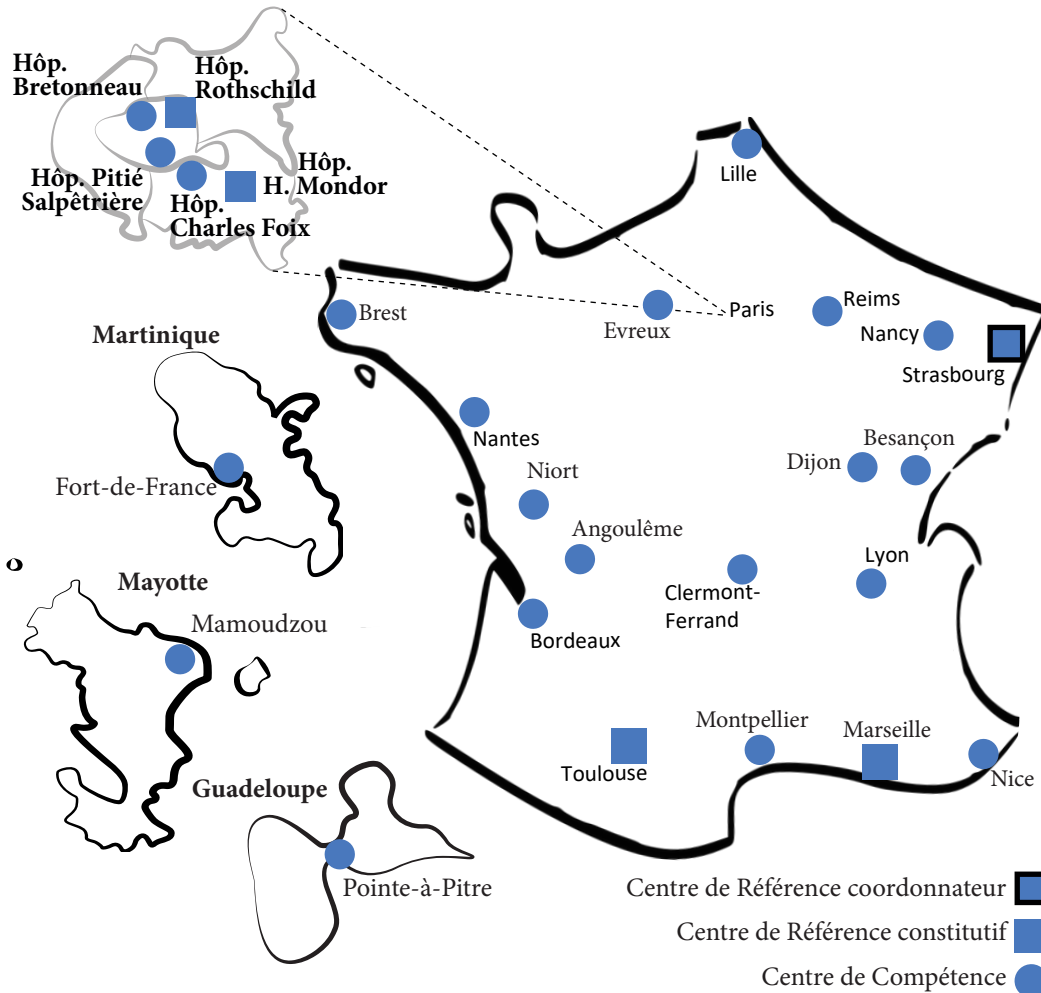 Hôp.
Bretonneau
Hôp.
Rothschild
Hôp. Pitié
Salpêtrière
Hôp.
Charles Foix
Hôp.
H. Mondor
Lille
Brest
Evreux
Paris
Reims
Nancy
Strasbourg
Martinique
Fort-de-France
Nantes
Niort
Angoulême
Dijon
Besançon
Mayotte
Mamoudzou
Bordeaux
Clermont-
Ferrand
Lyon
Toulouse
Montpellier
Marseille
Nice
Guadeloupe
Pointe-à-Pitre
Centre de Référence coordonnateur
Centre de Référence constitutif
Centre de Compétence